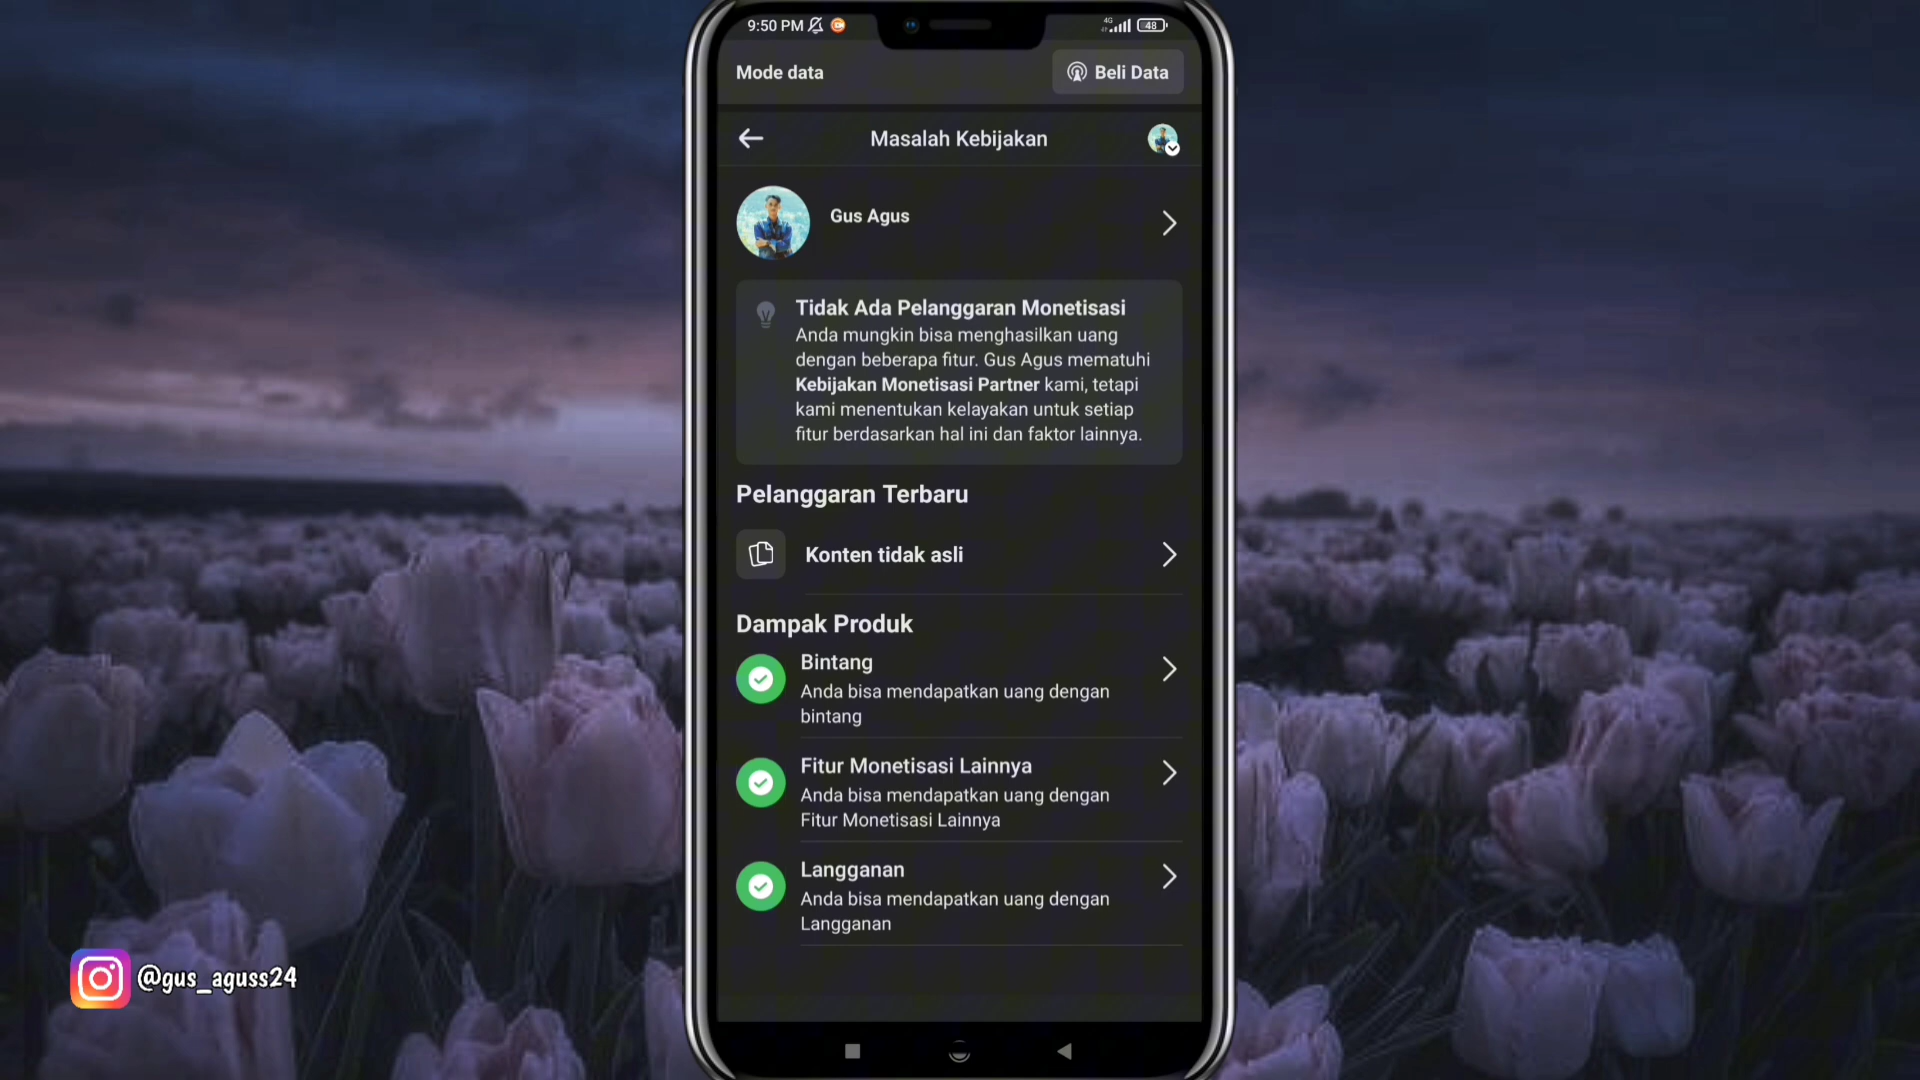 9:50 PM
4G
48
Mode data
Beli Data
Masalah Kebijakan
Gus Agus
Tidak Ada Pelanggaran Monetisasi
Anda mungkin bisa menghasilkan uang
dengan beberapa fitur. Gus Agus mematuhi
Kebijakan Monetisasi Partner kami, tetapi
kami menentukan kelayakan untuk setiap
fitur berdasarkan hal ini dan faktor lainnya.
Pelanggaran Terbaru
Konten tidak asli
Dampak Produk
Bintang
Anda bisa mendapatkan uang dengan
bintang
Fitur Monetisasi Lainnya
Anda bisa mendapatkan uang dengan
Fitur Monetisasi Lainnya
Langganan
Anda bisa mendapatkan uang dengan
Langganan
@gus_aguss24